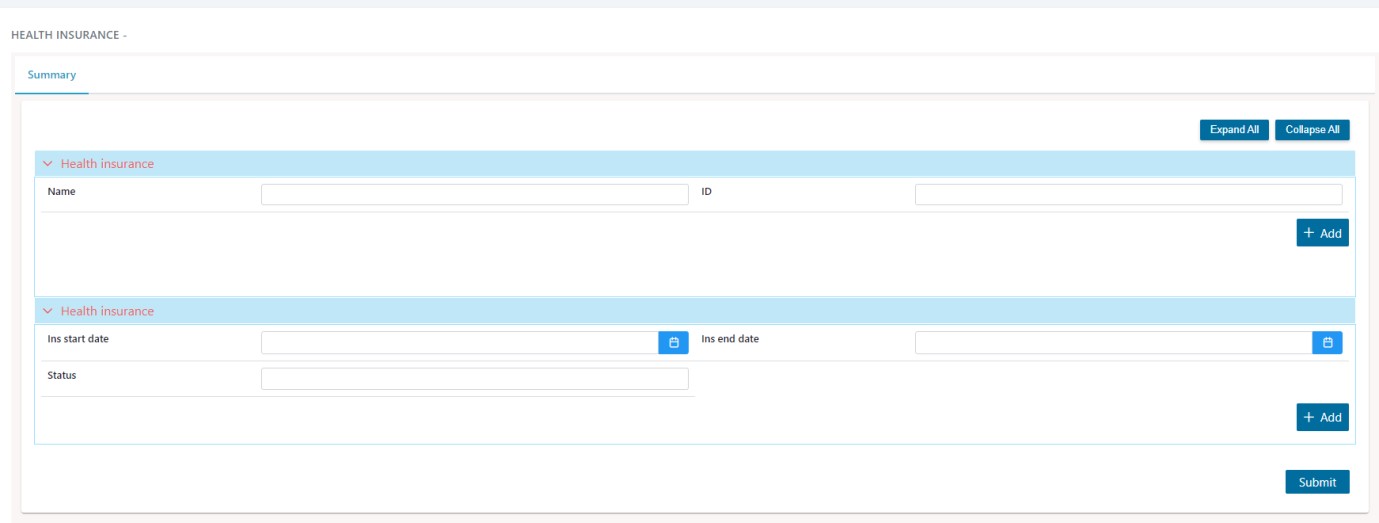 HEALTH INSURANCE -
Summary
Expand All Collapse All
Health insurance
Name ID
+ Add
Health insurance
Ins start date Ins end date
Status
+ Add
Submit